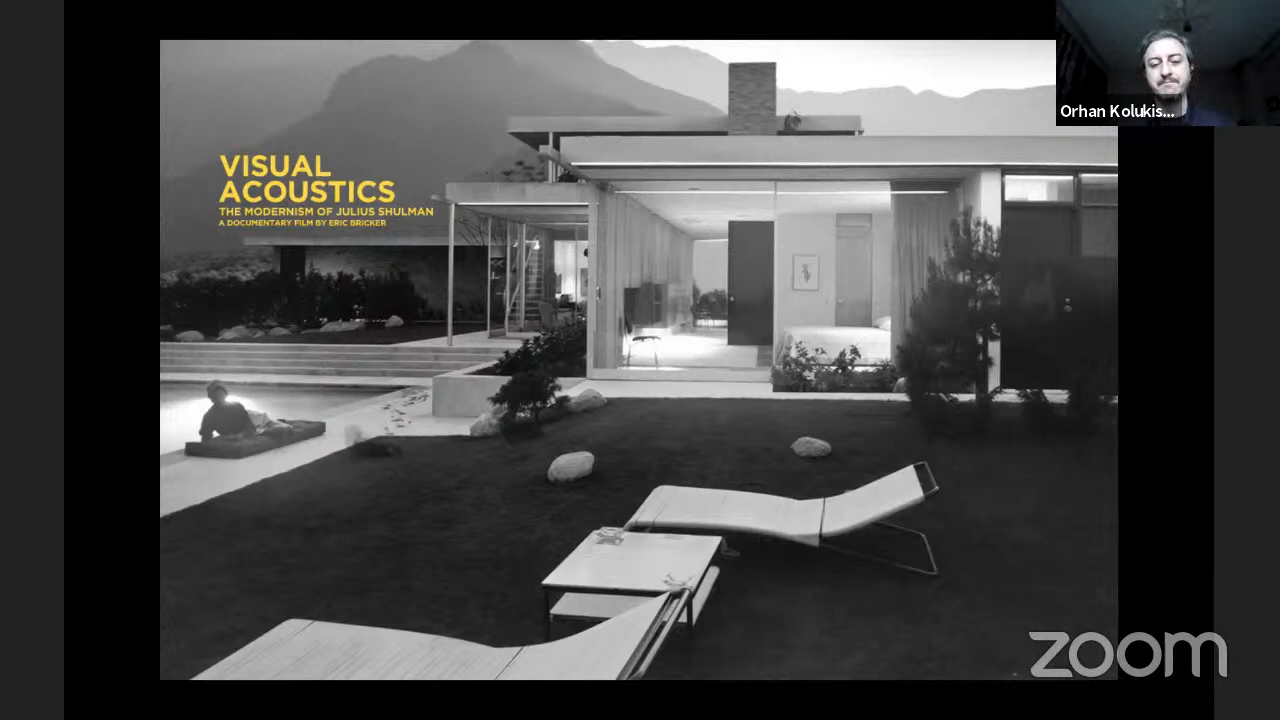 VISUAL
ACOUSTICS
THE MODERNISM OF JULIUS SHULMAN
A DOCUMENTARY FILM BY ERIC BRICKER
Orhan Kolukis...
zoom